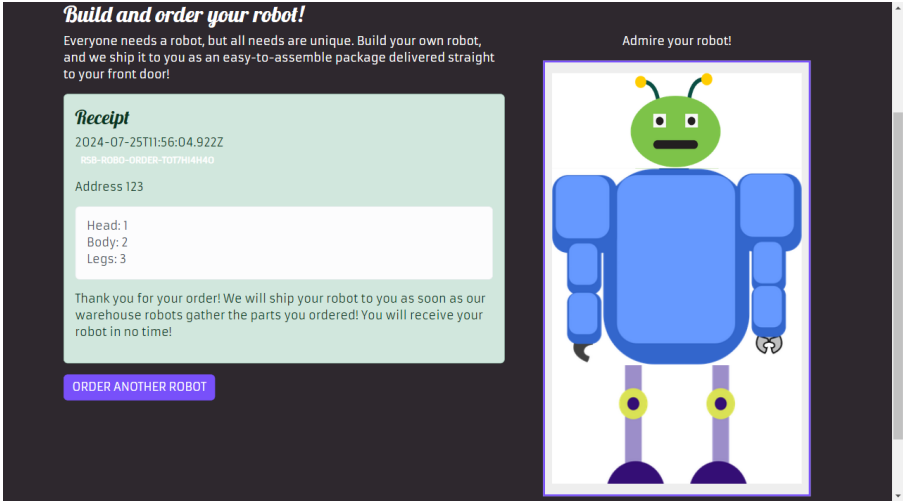 Build and order your robot!
Everyone needs a robot, but all needs are unique. Build your own robot,
and we ship it to you as an easy-to-assemble package delivered straight
to your front door!
Receipt
2024-07-25T11:56:04.922Z
RSB-ROBO-ORDER-TOT7HI4H4O
Address 123
Head: 1
Body: 2
Legs: 3
Thank you for your order! We will ship your robot to you as soon as our
warehouse robots gather the parts you ordered! You will receive your
robot in no time!
ORDER ANOTHER ROBOT
Admire your robot!